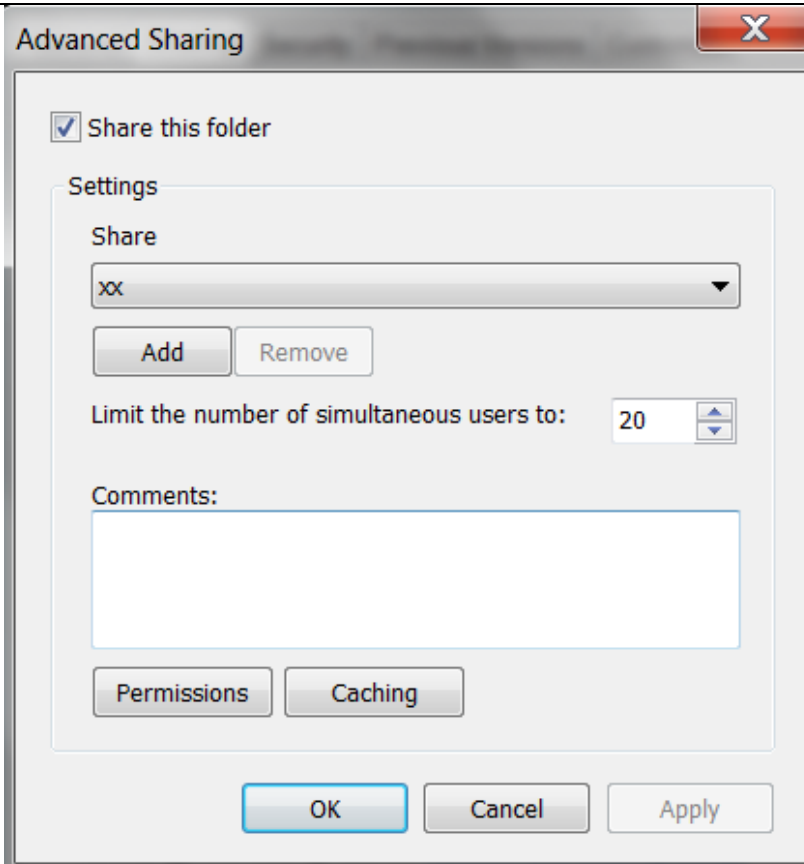 Advanced Sharing
Share this folder
Settings
Share
xx
Add Remove
Limit the number of simultaneous users to: 20
Comments:
Permissions Caching
OK Cancel Apply